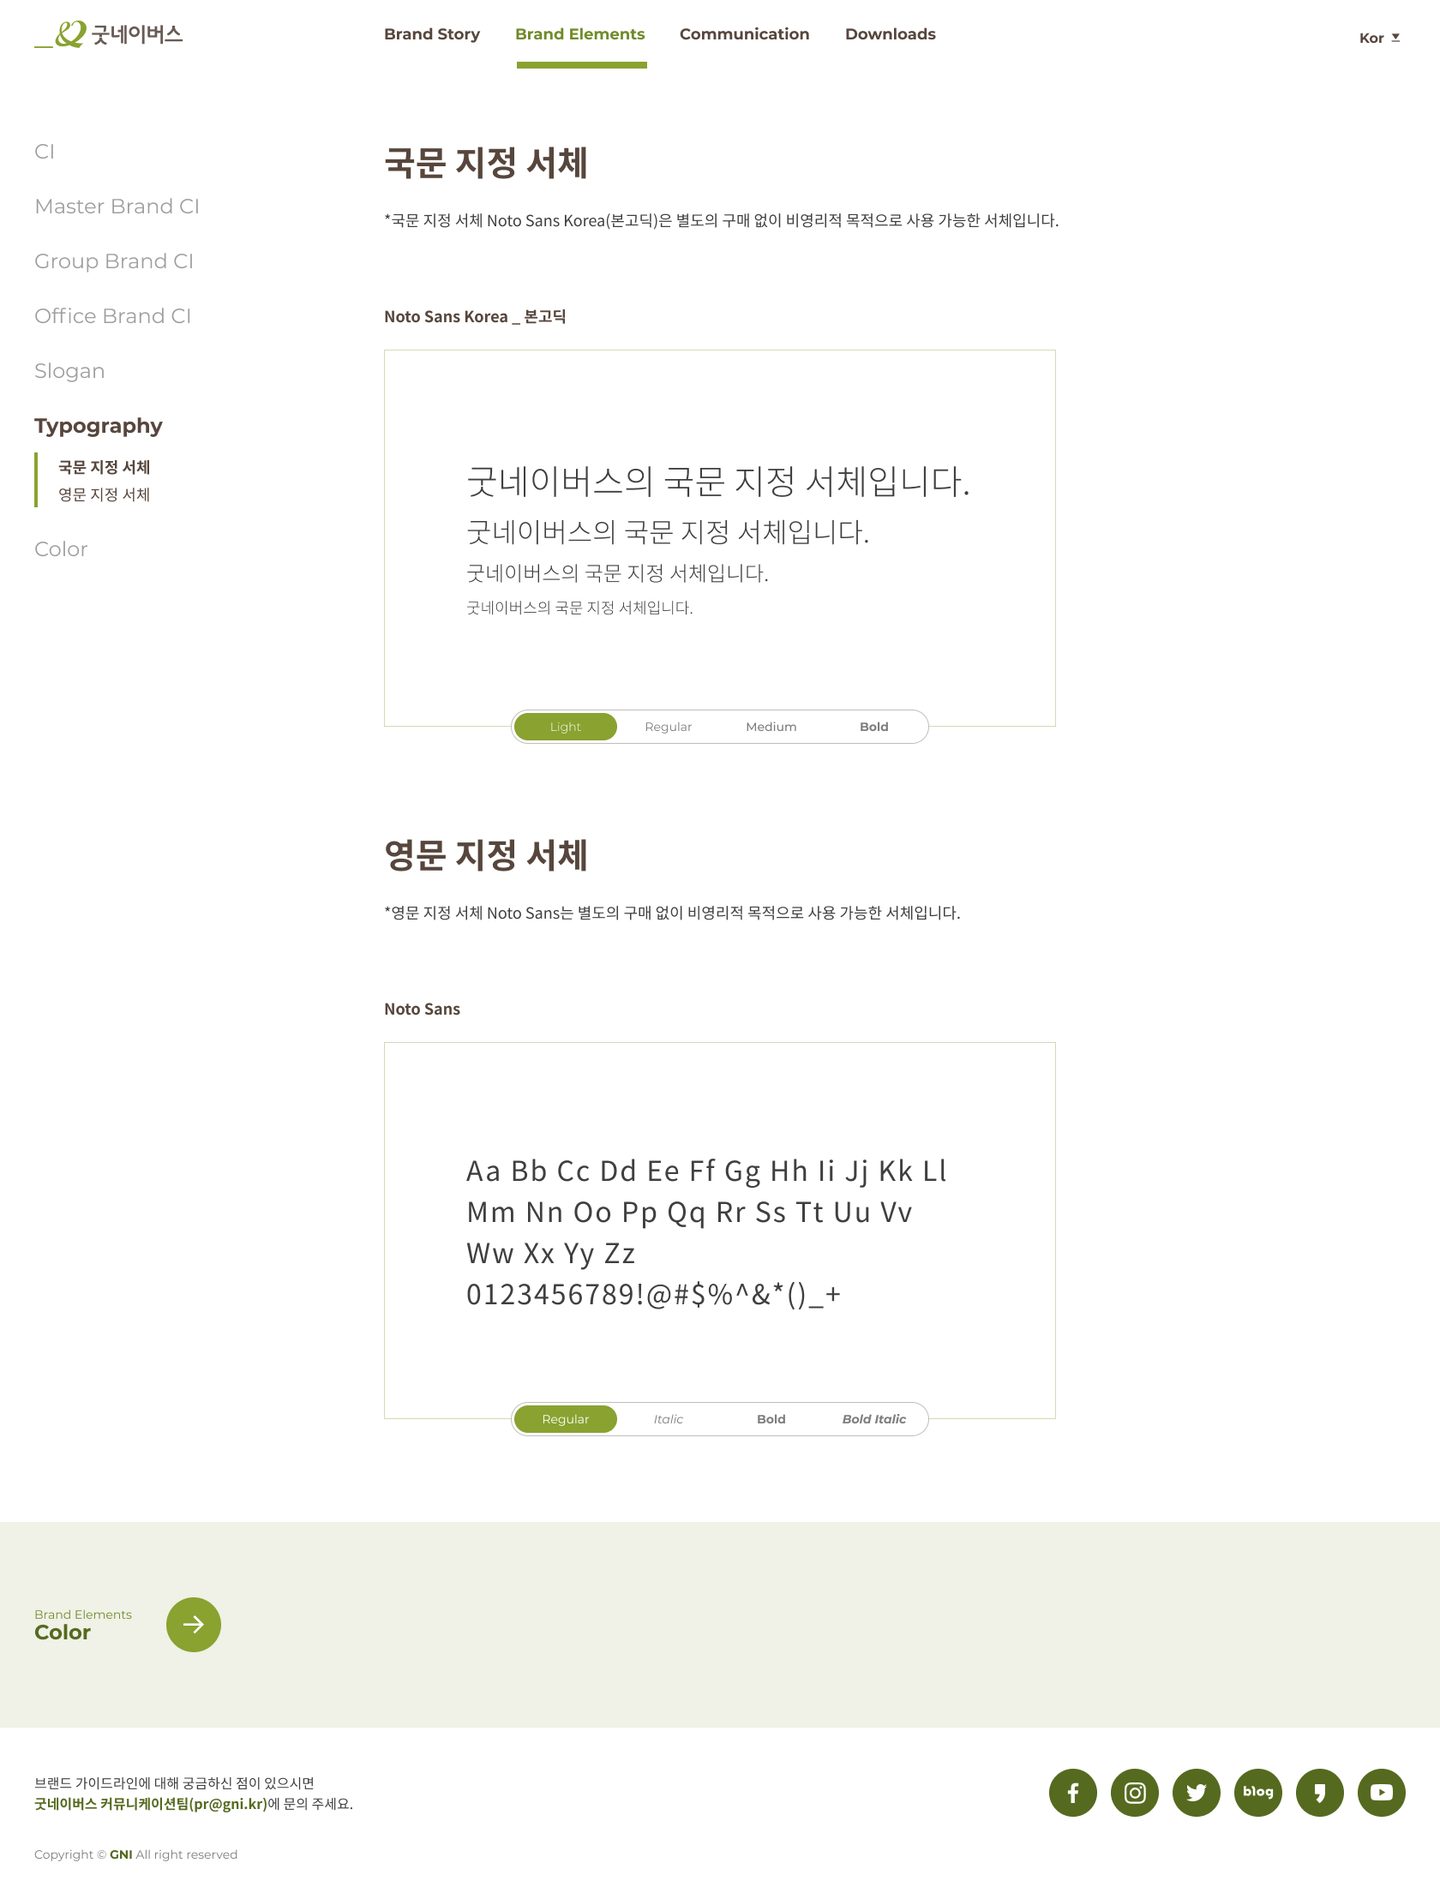 굿네이버스
Brand Story
Brand Elements
Communication
Downloads
Kor
CI
Master Brand CI
Group Brand CI
Office Brand CI
Slogan
Typography
국문 지정 서체
영문 지정 서체
Color
국문 지정 서체
*국문 지정 서체 Noto Sans Korea(본고딕)은 별도의 구매 없이 비영리적 목적으로 사용 가능한 서체입니다.
Noto Sans Korea _ 본고딕
굿네이버스의 국문 지정 서체입니다.
굿네이버스의 국문 지정 서체입니다.
굿네이버스의 국문 지정 서체입니다.
굿네이버스의 국문 지정 서체입니다.
Light
Regular
Medium
Bold
영문 지정 서체
*영문 지정 서체 Noto Sans는 별도의 구매 없이 비영리적 목적으로 사용 가능한 서체입니다.
Noto Sans
Aa Bb Cc Dd Ee Ff Gg Hh Ii Jj Kk Ll
Mm Nn Oo Pp Qq Rr Ss Tt Uu Vv
Ww Xx Yy Zz
0123456789!@#$%^&*()_+
Regular
Italic
Bold
Bold Italic
Brand Elements
Color
브랜드 가이드라인에 대해 궁금하신 점이 있으시면
굿네이버스 커뮤니케이션팀(pr@gni.kr)에 문의 주세요.
blog
Copyright © GNI All right reserved